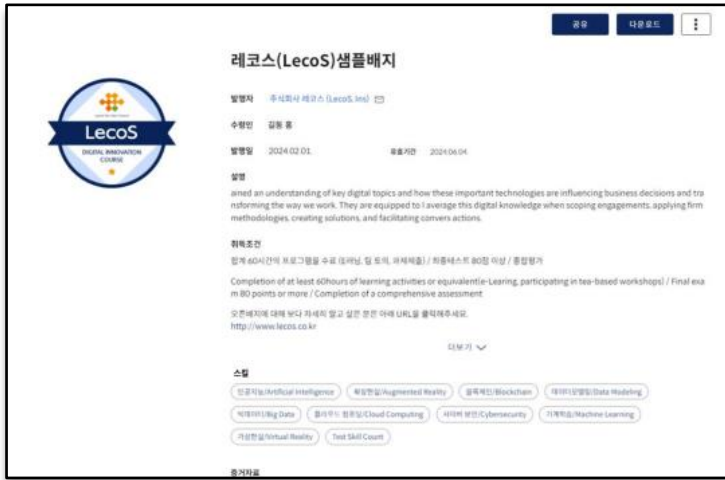 공유 다운로드
레코스(LecoS)샘플배지
발행자 주식회사 레코스 (LecoS, Ins)
수령인 길동 홍
발행일 2024.02.01. 유효기간 2024.06.04.
LecoS
DIGITAL INNOVATION
COURSE
설명
ained an understanding of key digital topics and how these important technologies are influencing business decisions and tra
nsforming the way we work. They are equipped to l average this digital knowledge when scoping engagements, applying firm
methodologies, creating solutions, and facilitating convers actions.
취득조건
합계 60시간의 프로그램을 수료 (E러닝, 팀 토의, 과제제출) / 최종테스트 80점 이상 / 종합평가
Completion of at least 60hours of learning activities or equivalent(e-Learing, participating in tea-based workshops) / Final exa
m 80 points or more / Completion of a comprehensive assessment
오픈배지에 대해 보다 자세히 알고 싶은 분은 아래 URL을 클릭해주세요.
http://www.lecos.co.kr
더보기
스킬
인공지능/Artificial Intelligence 확장현실/Augmented Reality 블록체인/Blockchain 데이터모델링/Data Modeling
빅데이터/Big Data 클라우드 컴퓨팅/Cloud Computing 사이버 보안/Cybersecurity 기계학습/Machine Learning
가상현실/Virtual Reality Test Skill Count
증거자료